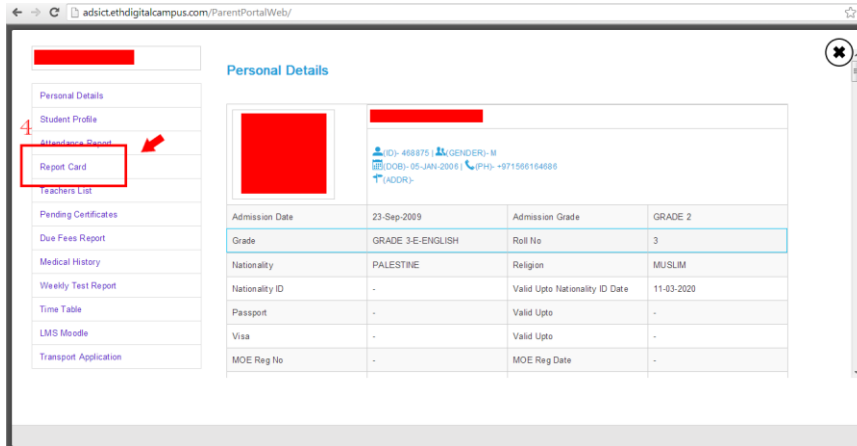 adsict.ethdigitalcampus.com/ParentPortalWeb/
Personal Details
Personal Details
Student Profile
4
Attendance Report
Report Card
Teachers List
Pending Certificates
Due Fees Report
Medical History
Weekly Test Report
Time Table
LMS Moodle
Transport Application
(ID)- 468875 | (GENDER)- M
(DOB)- 05-JAN-2006 | (PH)- +971566164686
(ADDR)-
Admission Date 23-Sep-2009 Admission Grade GRADE 2
Grade GRADE 3-E-ENGLISH Roll No 3
Nationality PALESTINE Religion MUSLIM
Nationality ID - Valid Upto Nationality ID Date 11-03-2020
Passport - Valid Upto -
Visa - Valid Upto -
MOE Reg No - MOE Reg Date -